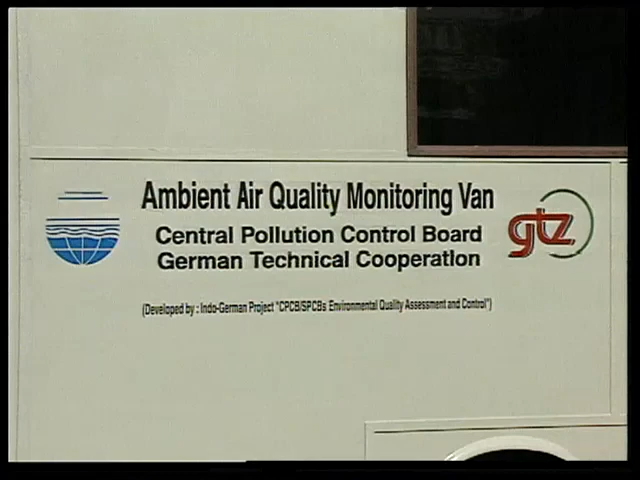 Ambient Air Quality Monitoring Van
Central Pollution Control Board
German Technical Cooperation
gtz
(Developed by : Indo-German Project "CPCB/SPCBs Environmental Quality Assessment and Control")